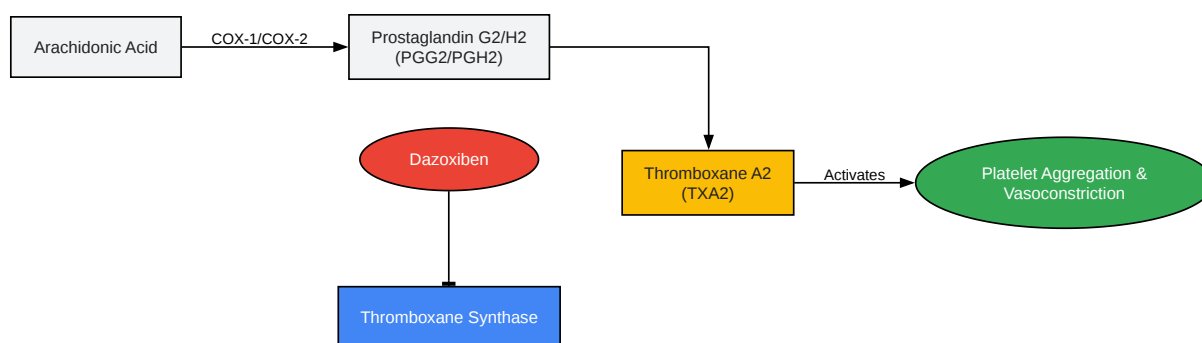 Arachidonic Acid
COX-1/COX-2
Prostaglandin G2/H2
(PGG2/PGH2)
Dazoxiben
Thromboxane A2
(TXA2)
Activates
Platelet Aggregation &
Vasoconstriction
Thromboxane Synthase